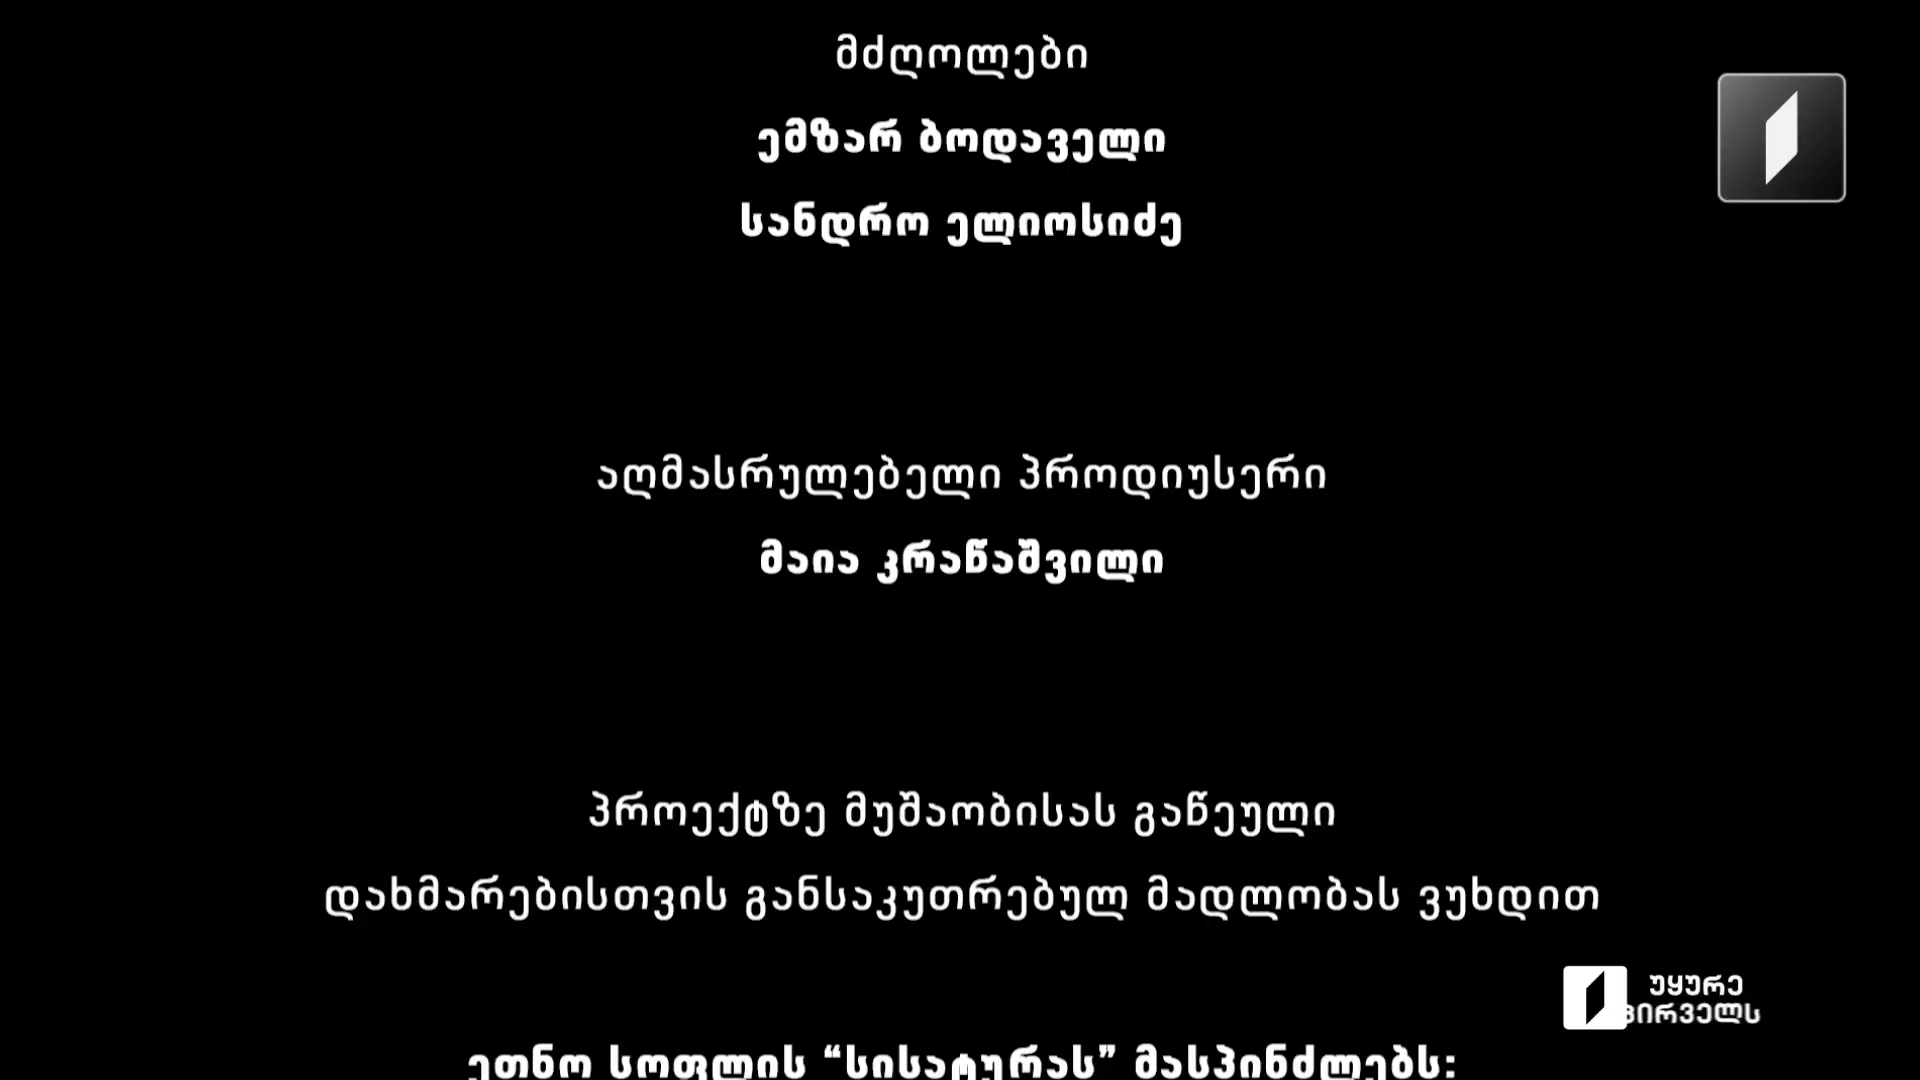 მძღოლები
ემზარ ბოდაველი
სანდრო ელიოსიძე
აღმასრულებელი პროდიუსერი
მაია კრაწაშვილი
პროექტზე მუშაობისას გაწეული
დახმარებისთვის განსაკუთრებულ მადლობას ვუხდით
უყურე
პირველს
ეთნო სოფლის “სისატურას” მასპინძლებს: